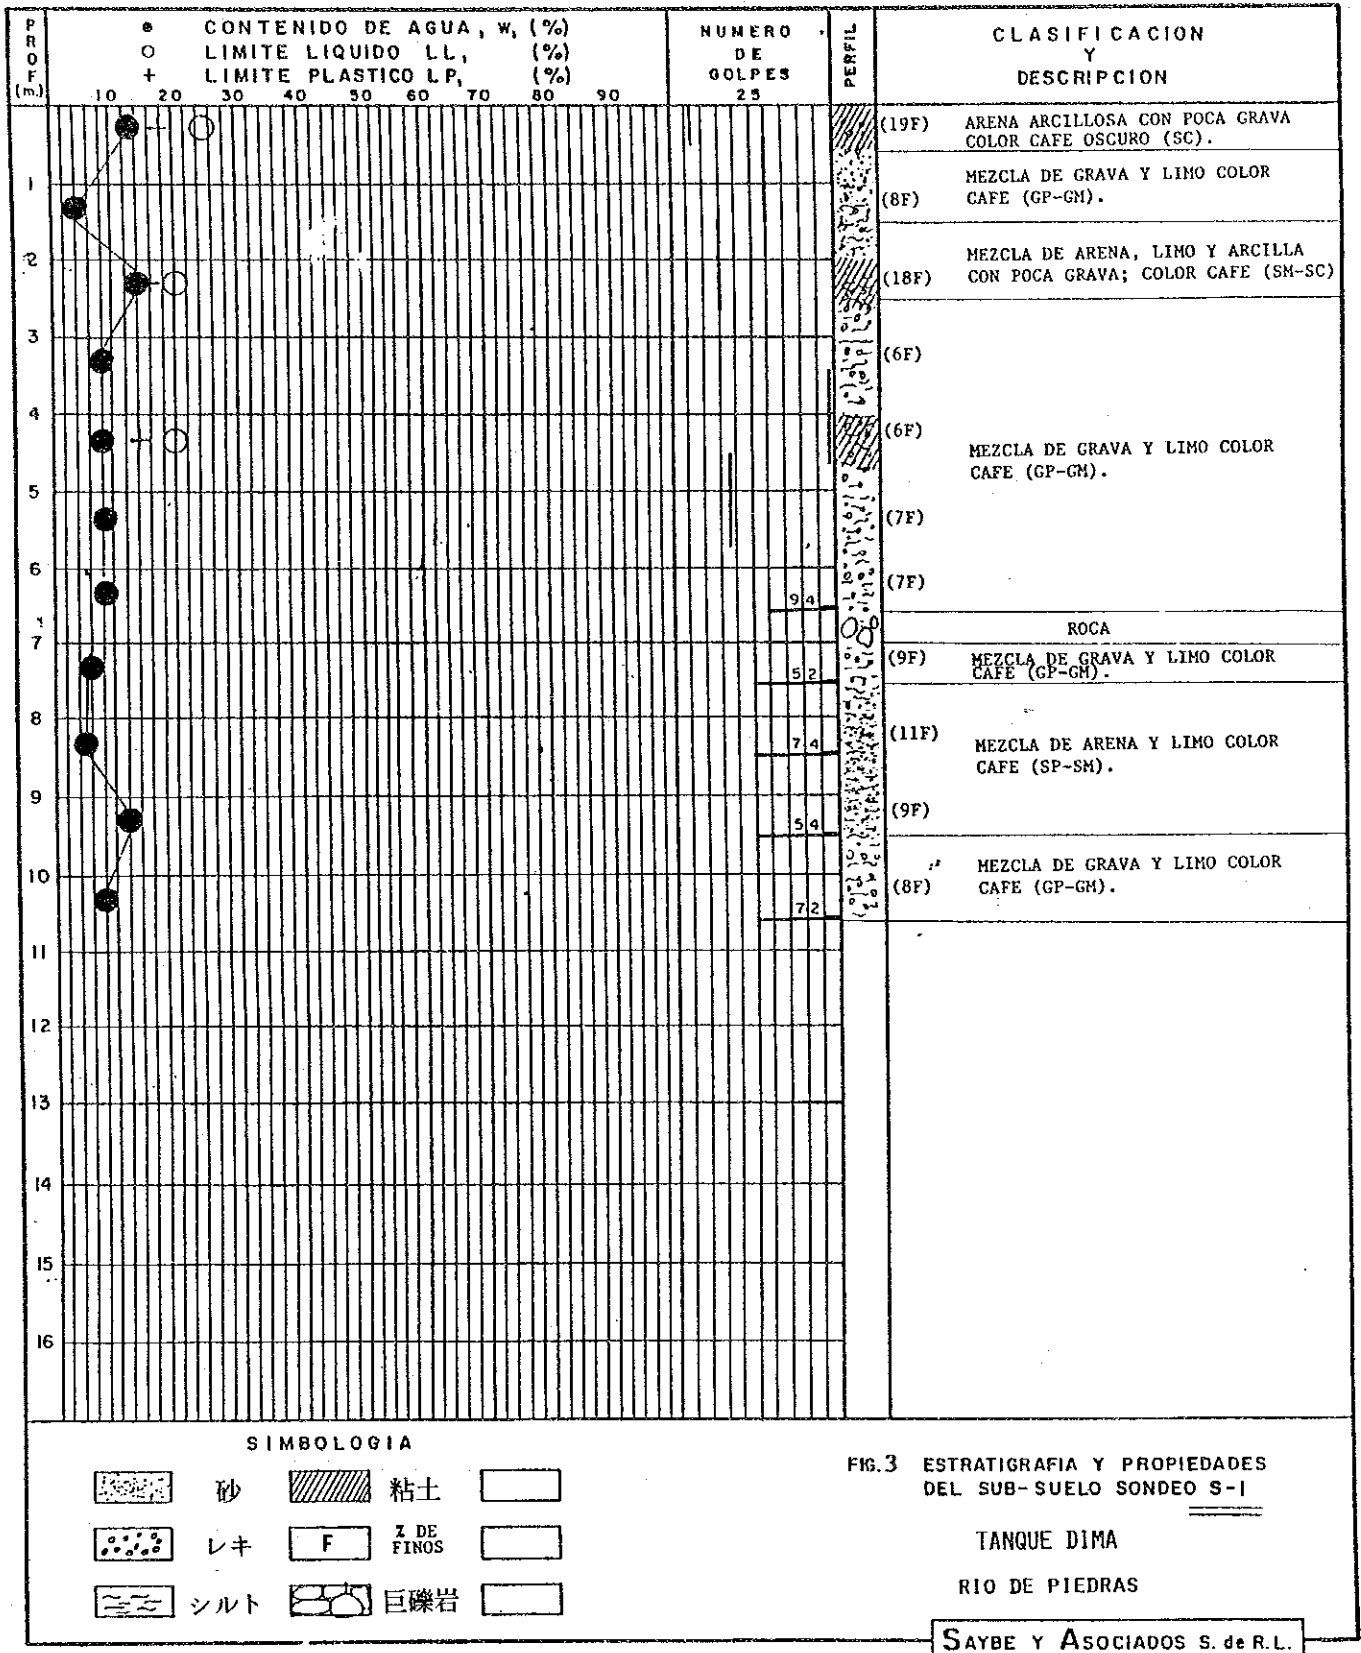 PROF. (m.)
● CONTENIDO DE AGUA, W, (%)
○ LIMITE LIQUIDO LL, (%)
+ LIMITE PLASTICO LP, (%)
10 20 30 40 50 60 70 80 90
NUMERO
DE
GOLPES
25
PERFIL
CLASIFICACION
Y
DESCRIPCION
(19F) ARENA ARCILLOSA CON POCA GRAVA
COLOR CAFE OSCURO (SC).
1
MEZCLA DE GRAVA Y LIMO COLOR
(8F) CAFE (GP-GM).
2
MEZCLA DE ARENA, LIMO Y ARCILLA
(18F) CON POCA GRAVA; COLOR CAFE (SM-SC)
3
(6F)
4
(6F)
MEZCLA DE GRAVA Y LIMO COLOR
CAFE (GP-GM).
5
(7F)
6
(7F)
94
ROCA
7
(9F) MEZCLA DE GRAVA Y LIMO COLOR
CAFE (GP-GM).
52
8
(11F)
74
MEZCLA DE ARENA Y LIMO COLOR
CAFE (SP-SM).
9
(9F)
54
10
MEZCLA DE GRAVA Y LIMO COLOR
(8F) CAFE (GP-GM).
72
11
12
13
14
15
16
SIMBOLOGIA
砂 粘土
レキ F % DE FINOS
シルト 巨礫岩
FIG.3 ESTRATIGRAFIA Y PROPIEDADES
DEL SUB-SUELO SONDEO S-1
TANQUE DIMA
RIO DE PIEDRAS
SAYBE Y ASOCIADOS S. de R.L.